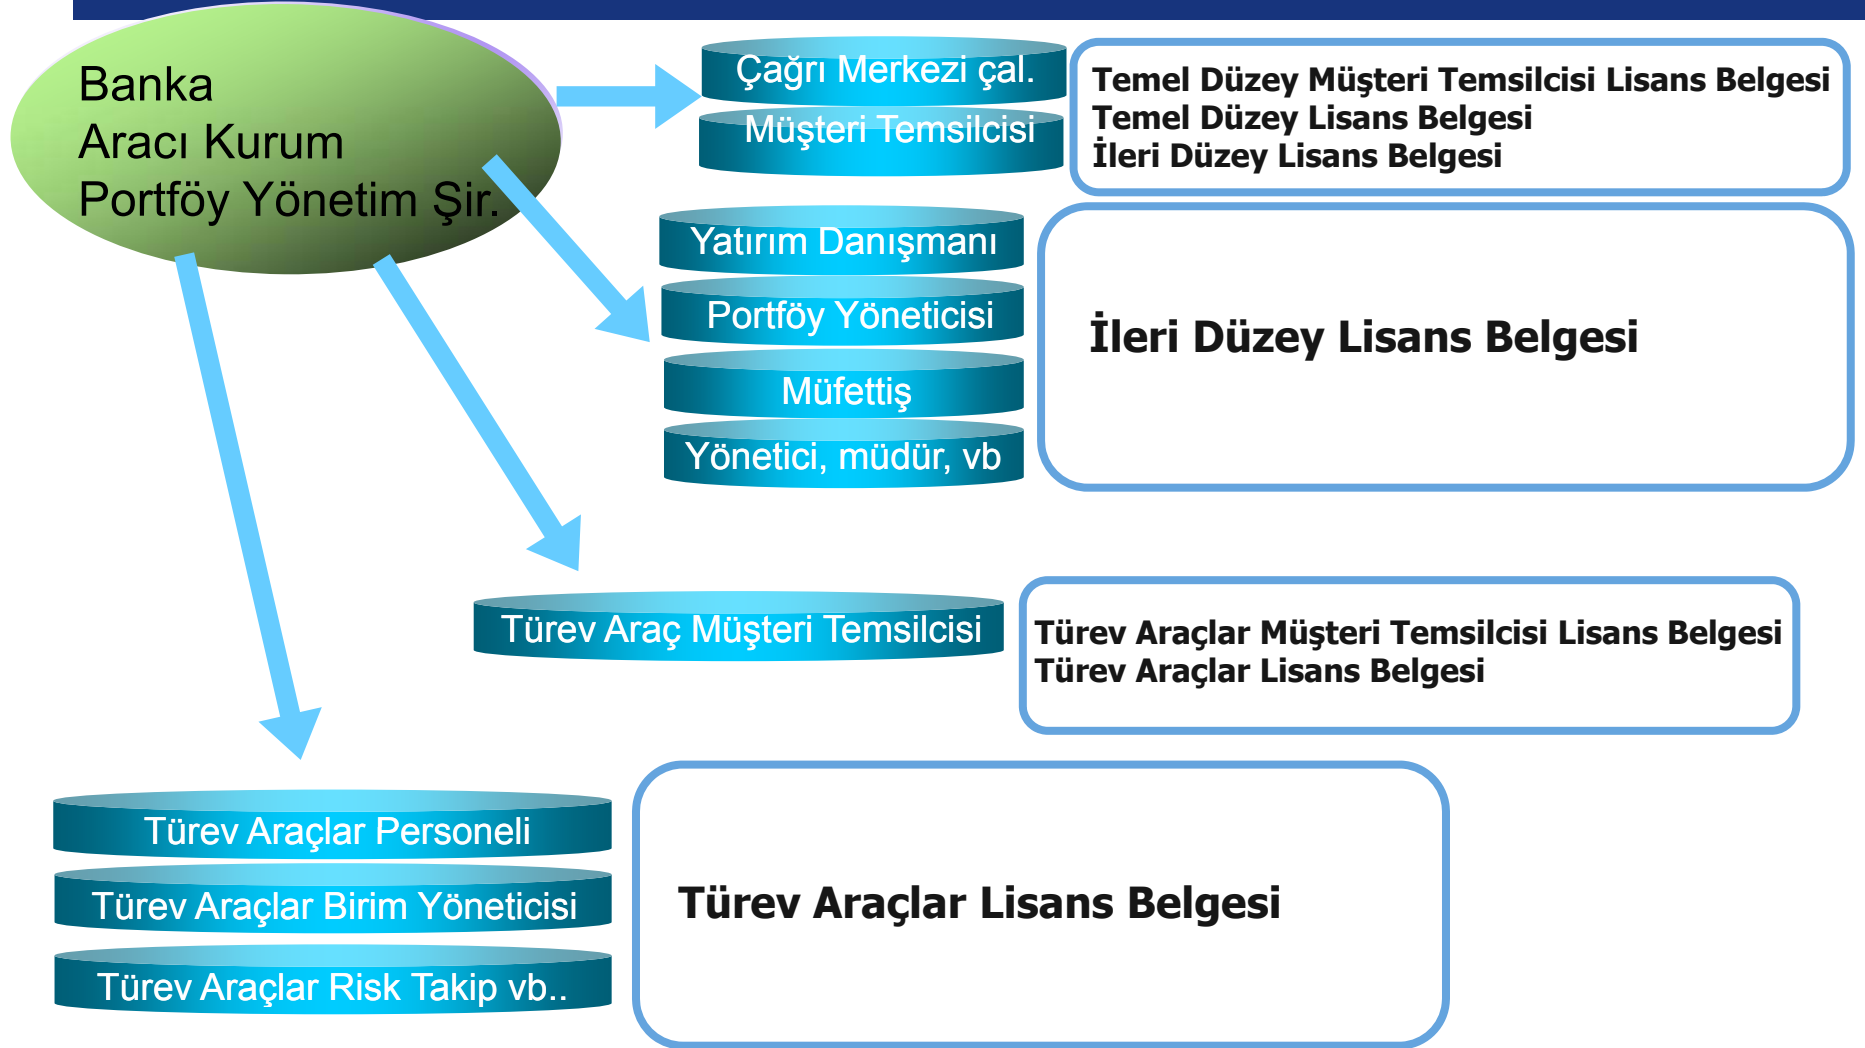 Banka
Aracı Kurum
Portföy Yönetim Şir.
Çağrı Merkezi çal.
Müşteri Temsilcisi
Temel Düzey Müşteri Temsilcisi Lisans Belgesi
Temel Düzey Lisans Belgesi
İleri Düzey Lisans Belgesi
Yatırım Danışmanı
Portföy Yöneticisi
Müfettiş
Yönetici, müdür, vb
İleri Düzey Lisans Belgesi
Türev Araç Müşteri Temsilcisi
Türev Araçlar Müşteri Temsilcisi Lisans Belgesi
Türev Araçlar Lisans Belgesi
Türev Araçlar Personeli
Türev Araçlar Birim Yöneticisi
Türev Araçlar Risk Takip vb..
Türev Araçlar Lisans Belgesi